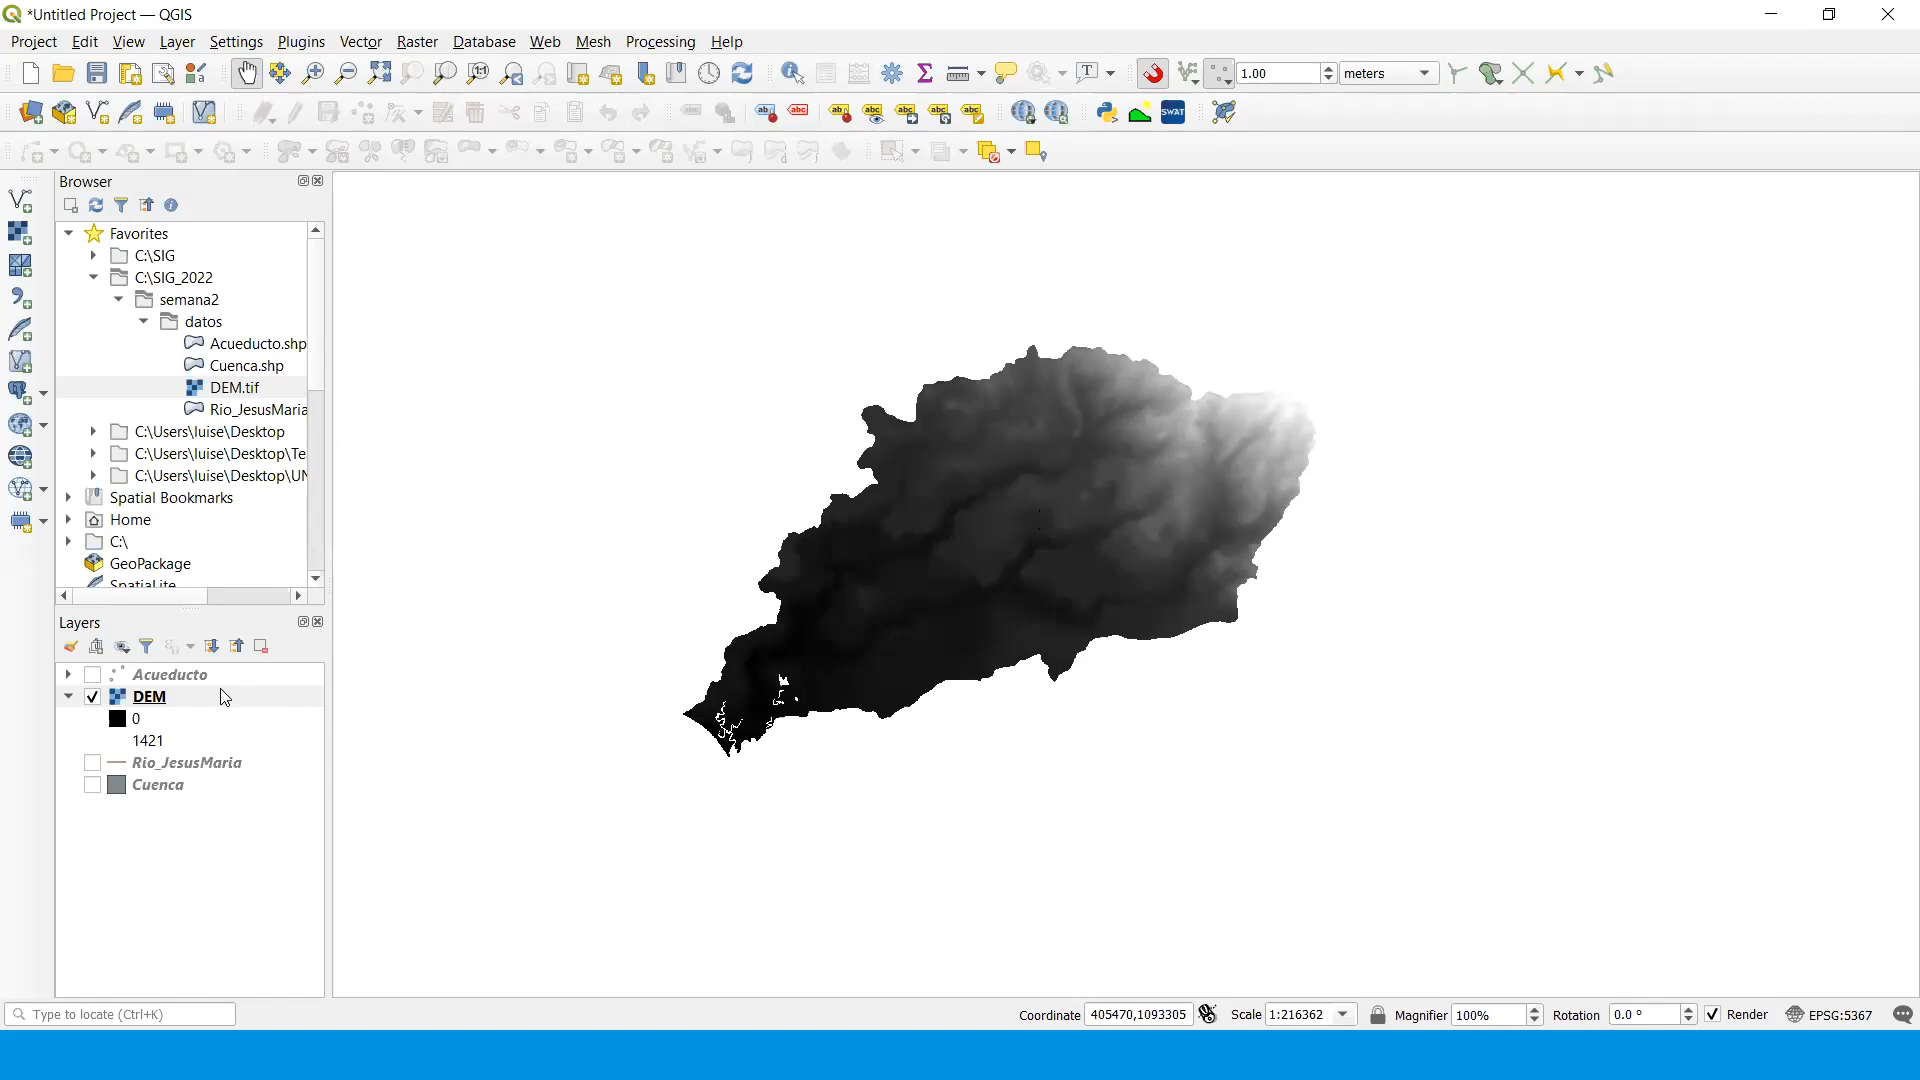 *Untitled Project — QGIS
Project Edit View Layer Settings Plugins Vector Raster Database Web Mesh Processing Help
1.00 meters
SWAT
Browser
Favorites
C:\SIG
C:\SIG_2022
semana2
datos
Acueducto.shp
Cuenca.shp
DEM.tif
Rio_JesusMaria
C:\Users\luise\Desktop
C:\Users\luise\Desktop\Te
C:\Users\luise\Desktop\UN
Spatial Bookmarks
Home
C:\
GeoPackage
SpatiaLite
Layers
Acueducto
DEM
0
1421
Rio_JesusMaria
Cuenca
Type to locate (Ctrl+K)
Coordinate 405470,1093305 Scale 1:216362 Magnifier 100% Rotation 0.0 ° Render EPSG:5367